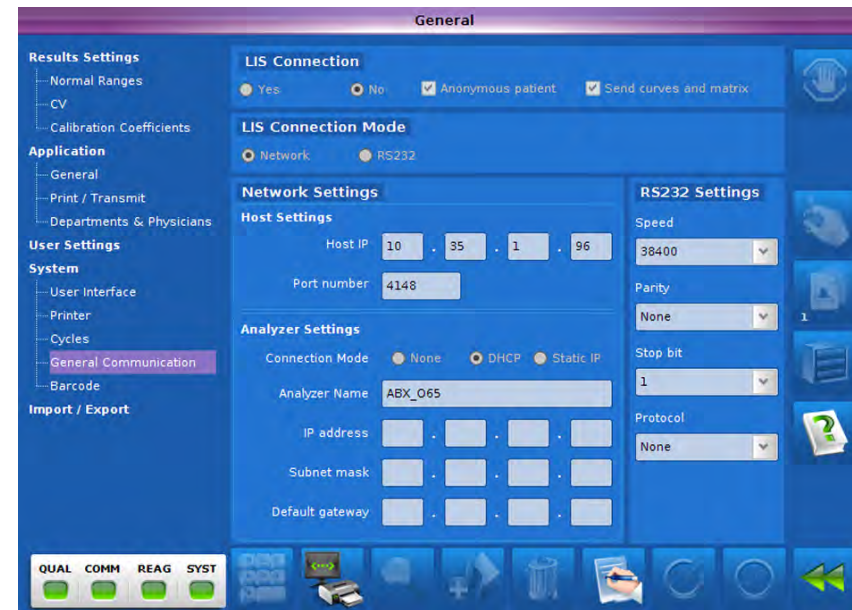 General
Results Settings
Normal Ranges
CV
Calibration Coefficients
Application
General
Print / Transmit
Departments & Physicians
User Settings
System
User Interface
Printer
Cycles
General Communication
Barcode
Import / Export
LIS Connection
Yes No Anonymous patient Send curves and matrix
LIS Connection Mode
Network RS232
Network Settings
Host Settings
Host IP 10 . 35 . 1 . 96
Port number 4148
Analyzer Settings
Connection Mode None DHCP Static IP
Analyzer Name ABX_O65
IP address . . .
Subnet mask . . .
Default gateway . . .
RS232 Settings
Speed
38400
Parity
None
Stop bit
1
Protocol
None
1
QUAL COMM REAG SYST